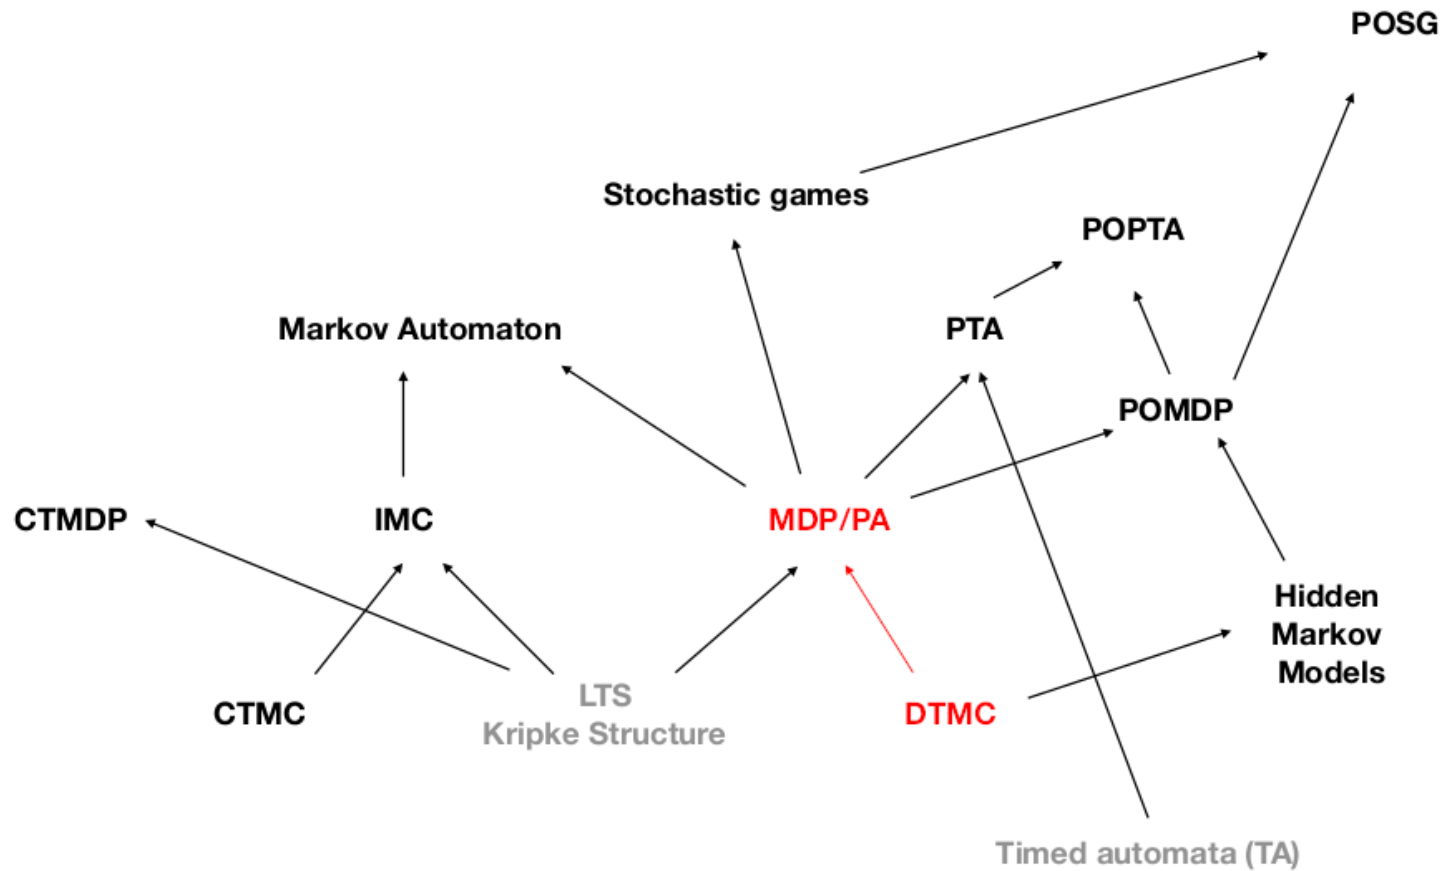 POSG
Stochastic games
POPTA
Markov Automaton
PTA
POMDP
CTMDP
IMC
MDP/PA
Hidden
Markov
Models
CTMC
LTS
Kripke Structure
DTMC
Timed automata (TA)